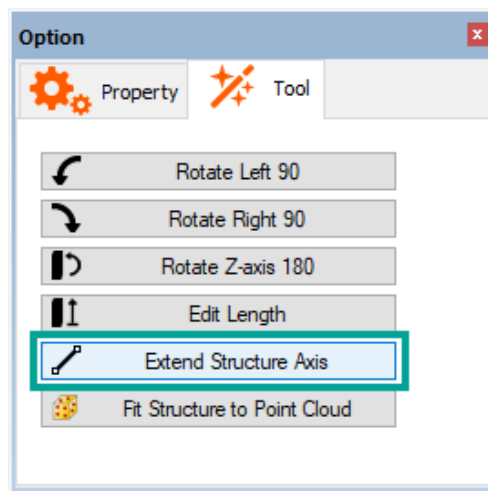 Option
x
Property Tool
Rotate Left 90
Rotate Right 90
Rotate Z-axis 180
Edit Length
Extend Structure Axis
Fit Structure to Point Cloud